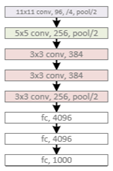 11x11 conv, 96, /4, pool/2
5x5 conv, 256, pool/2
3x3 conv, 384
3x3 conv, 384
3x3 conv, 256, pool/2
fc, 4096
fc, 4096
fc, 1000